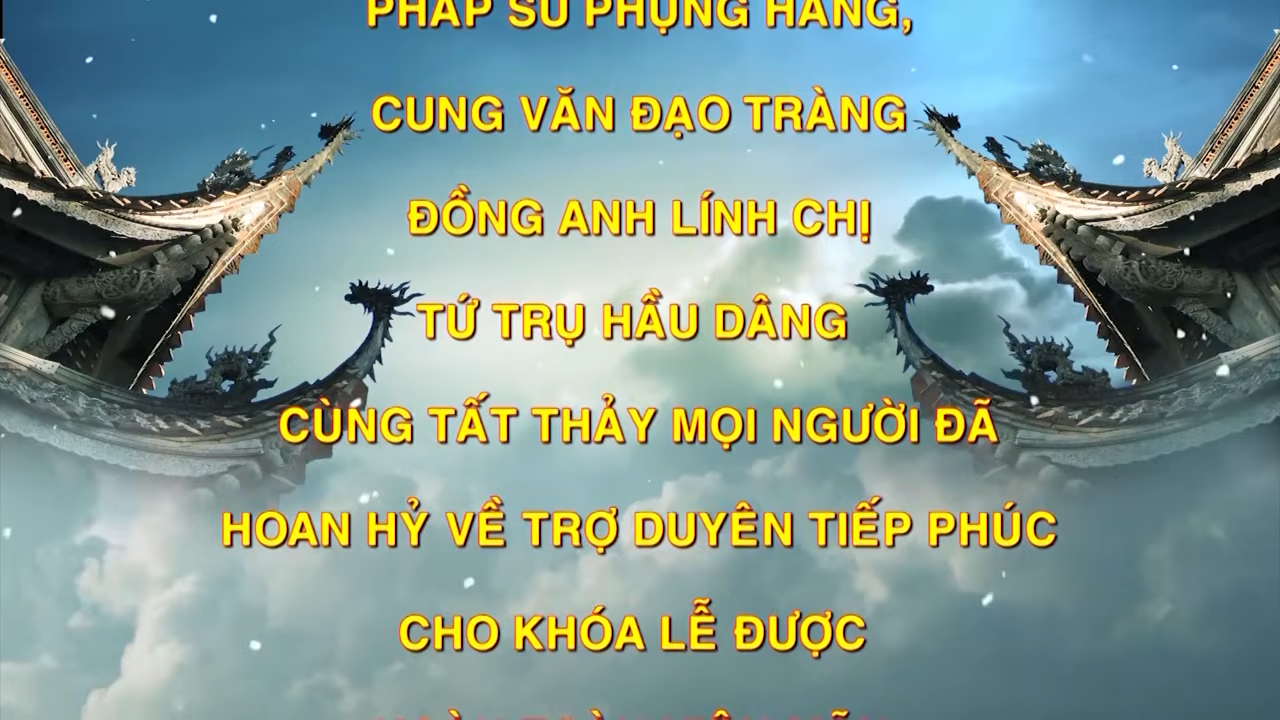 PHÁP SƯ PHỤNG HÀNH,
CUNG VĂN ĐẠO TRÀNG
ĐỒNG ANH LÍNH CHỊ
TỨ TRỤ HẦU DÂNG
CÙNG TẤT THẢY MỌI NGƯỜI ĐÃ
HOAN HỶ VỀ TRỢ DUYÊN TIẾP PHÚC
CHO KHÓA LỄ ĐƯỢC